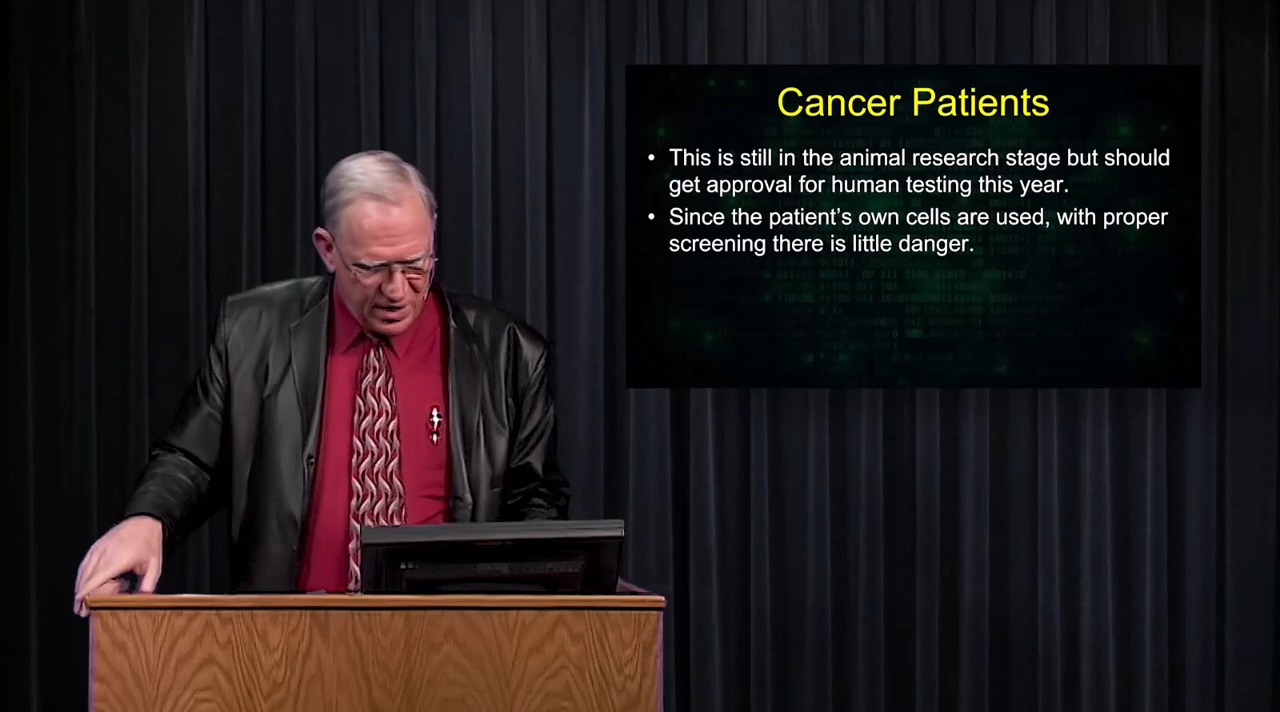 Cancer Patients
• This is still in the animal research stage but should
get approval for human testing this year.
• Since the patient's own cells are used, with proper
screening there is little danger.